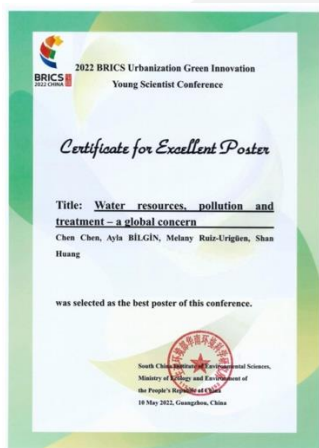 BRICS
2022 CHINA
2022 BRICS Urbanization Green Innovation
Young Scientist Conference
Certificate for Excellent Poster
Title: Water resources, pollution and
treatment – a global concern
Chen Chen, Ayla BİLGİN, Melany Ruiz-Urigüen, Shan
Huang
was selected as the best poster of this conference.
South China Institute of Environmental Sciences,
Ministry of Ecology and Environment of
the People's Republic of China
10 May 2022, Guangzhou, China